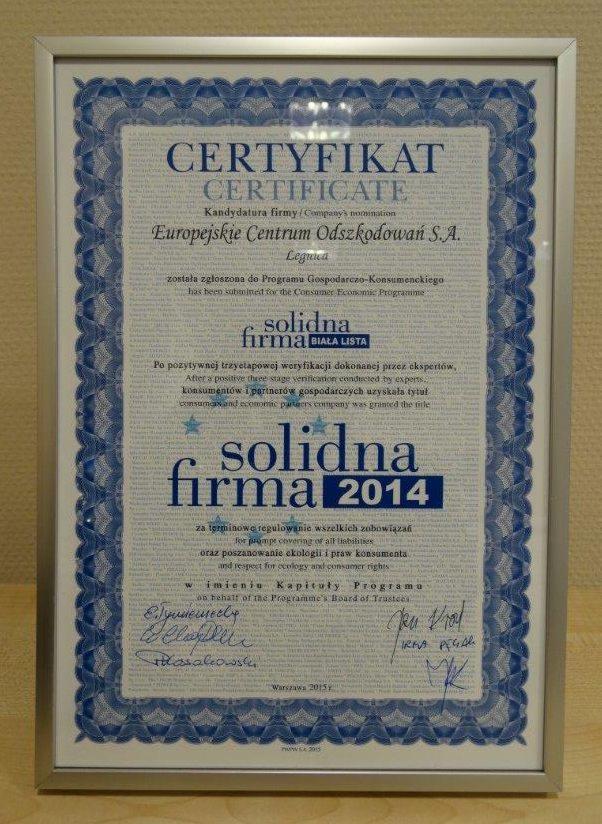 CERTYFIKAT
CERTIFICATE
Kandydatura firmy / Company's nomination
Europejskie Centrum Odszkodowań S.A.
Legnica
została zgłoszona do Programu Gospodarczo-Konsumenckiego
has been submitted for the Consumer-Economic Programme
solidna
firma BIAŁA LISTA
Po pozytywnej trzyetapowej weryfikacji dokonanej przez ekspertów,
After a positive three-stage verification conducted by experts,
konsumentów i partnerów gospodarczych uzyskała tytuł
consumers and economic partners company was granted the title
solidna
firma 2014
za terminowe regulowanie wszelkich zobowiązań
for prompt covering of all liabilities
oraz poszanowanie ekologii i praw konsumenta
and respect for ecology and consumer rights
w imieniu Kapituły Programu
on behalf of the Programme's Board of Trustees
Jan Król
Warszawa 2015 r.
PWPW S.A. 2015